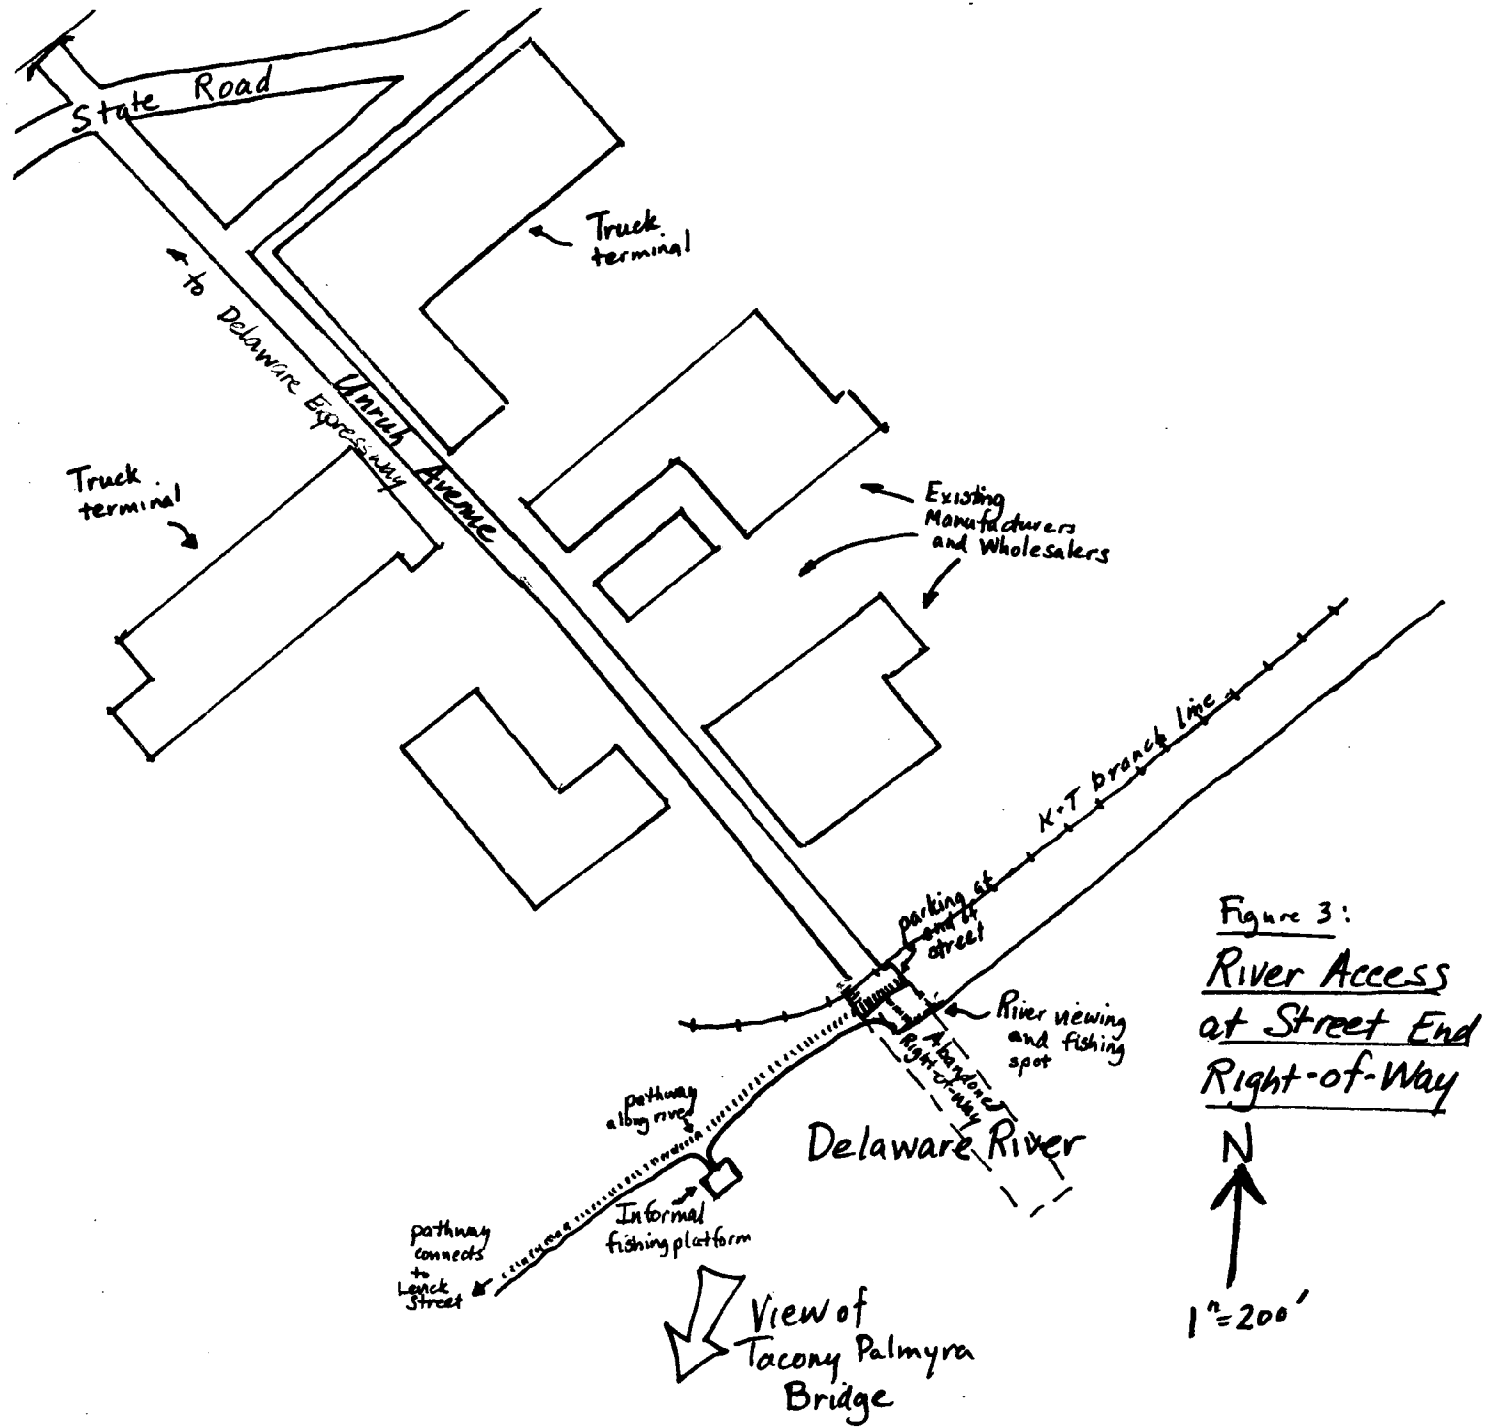 State Road
Truck
terminal
to Delaware Expressway
Unruh Avenue
Truck
terminal
Existing
Manufacturers
and Wholesalers
K+T branch line
parking at
end of
street
Figure 3:
River Access
at Street End
Right-of-Way
River viewing
and fishing
spot
Abandoned
Right-of-Way
pathway
along river
Delaware River
N
1"=200'
Informal
fishing platform
pathway
connects
to
Street
View of
Tacony Palmyra
Bridge